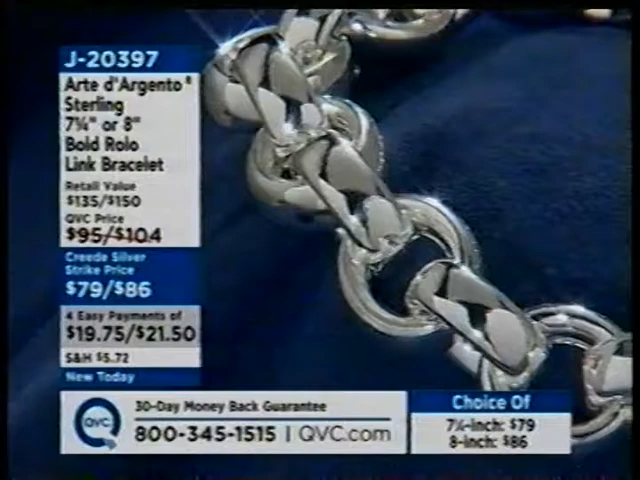 J-20397
Arte d'Argento®
Sterling
7¼" or 8"
Bold Rolo
Link Bracelet
Retail Value
$135/$150
QVC Price
$95/$104
Creede Silver
Strike Price
$79/$86
4 Easy Payments of
$19.75/$21.50
S&H $5.72
New Today
QVC
30-Day Money Back Guarantee
800-345-1515 | QVC.com
Choice Of
7¼-inch: $79
8-inch: $86